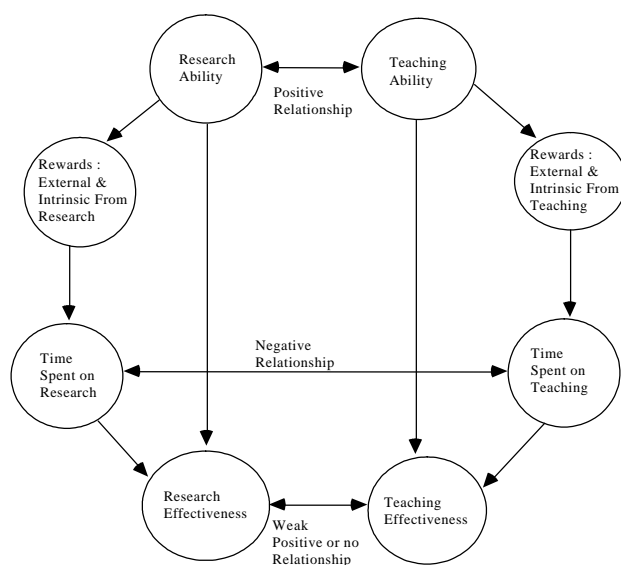 Research
Ability
Teaching
Ability
Positive
Relationship
Rewards :
External &
Intrinsic From
Research
Rewards :
External &
Intrinsic From
Teaching
Negative
Relationship
Time
Spent on
Research
Time
Spent on
Teaching
Research
Effectiveness
Teaching
Effectiveness
Weak
Positive or no
Relationship